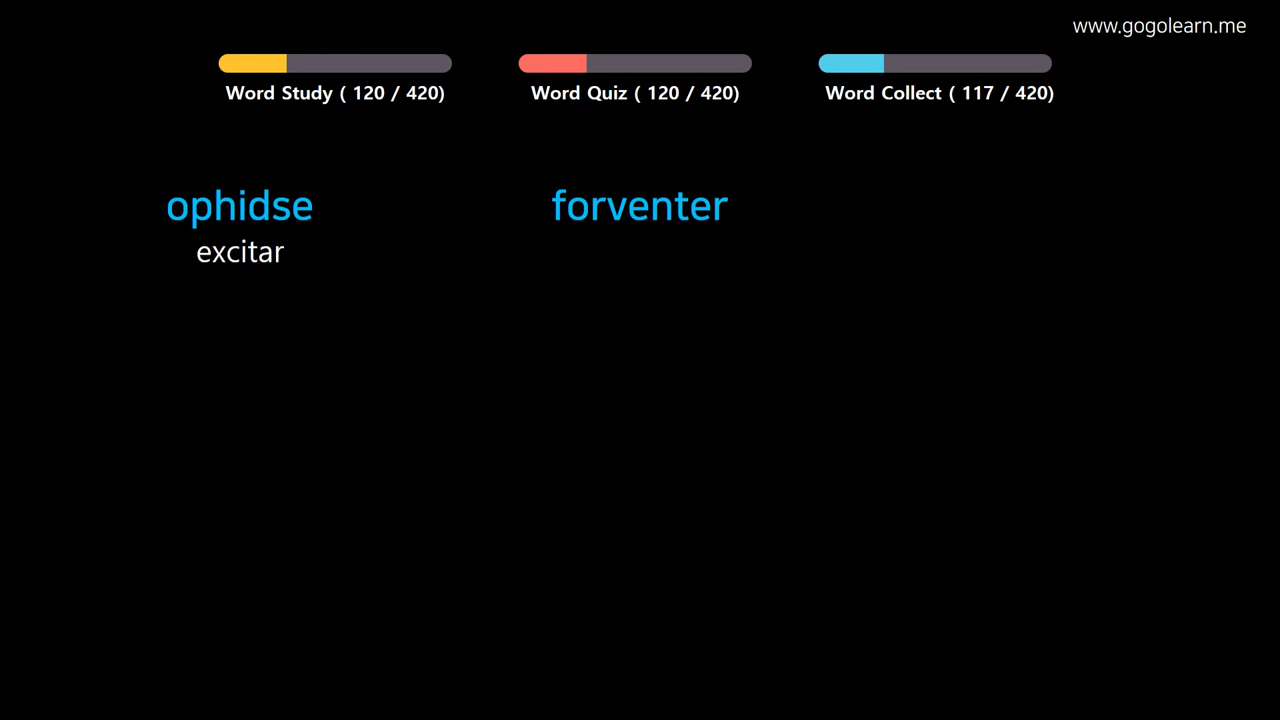 www.gogolearn.me
Word Study ( 120 / 420)
Word Quiz ( 120 / 420)
Word Collect ( 117 / 420)
ophidse
forventer
excitar